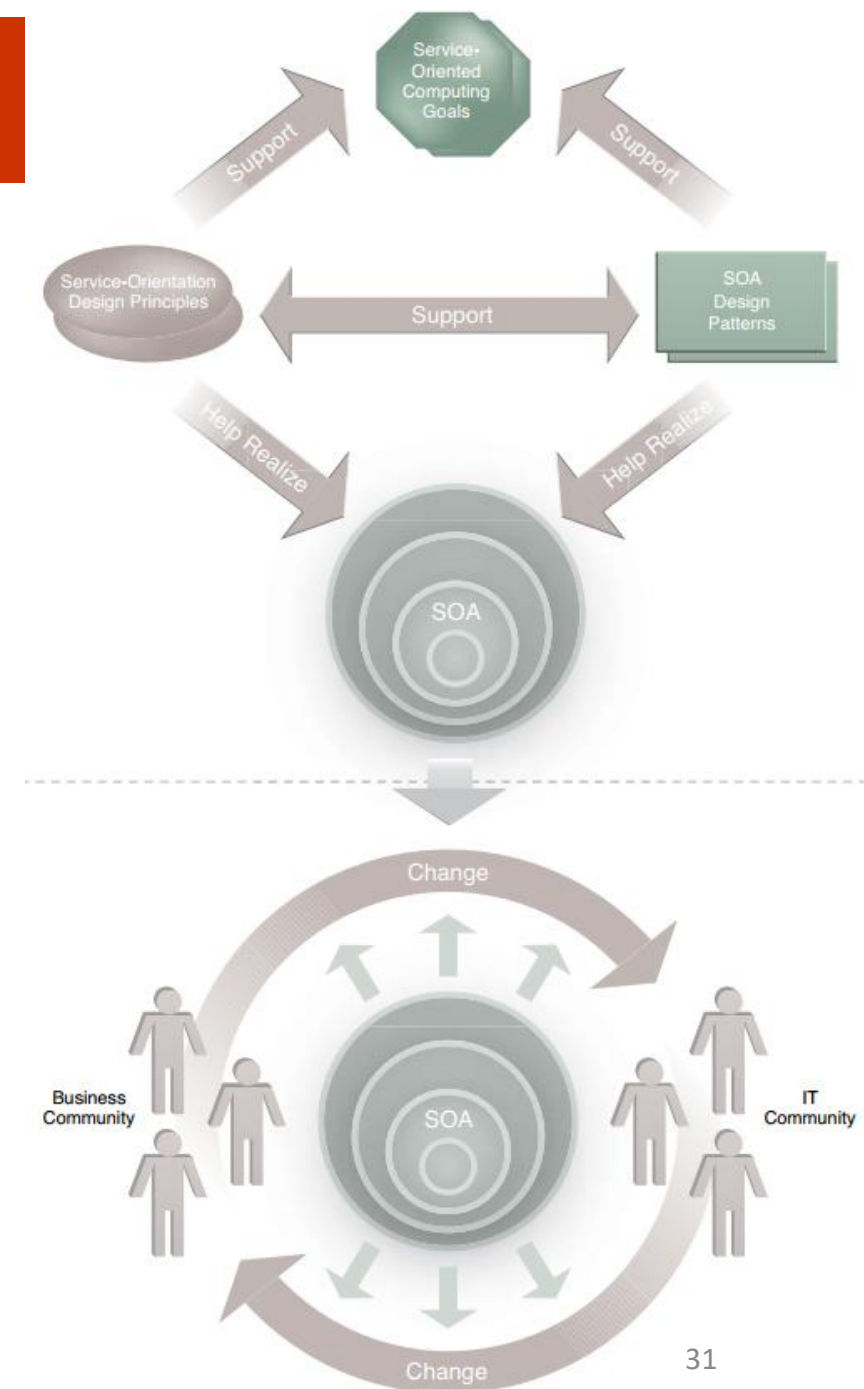 Service-
Oriented
Computing
Goals
Support
Support
Service-Orientation
Design Principles
Support
SOA
Design
Patterns
Help Realize
Help Realize
SOA
Change
Business
Community
SOA
IT
Community
Change
31